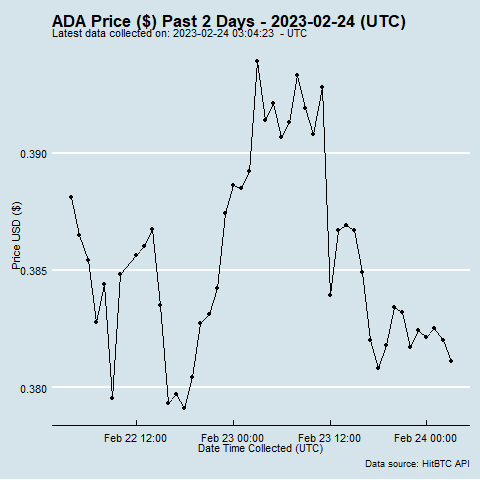 ADA Price ($) Past 2 Days - 2023-02-24 (UTC)
Latest data collected on: 2023-02-24 03:04:23 - UTC
0.390
0.385
0.380
Price USD ($)
Feb 22 12:00
Feb 23 00:00
Feb 23 12:00
Feb 24 00:00
Date Time Collected (UTC)
Data source: HitBTC API